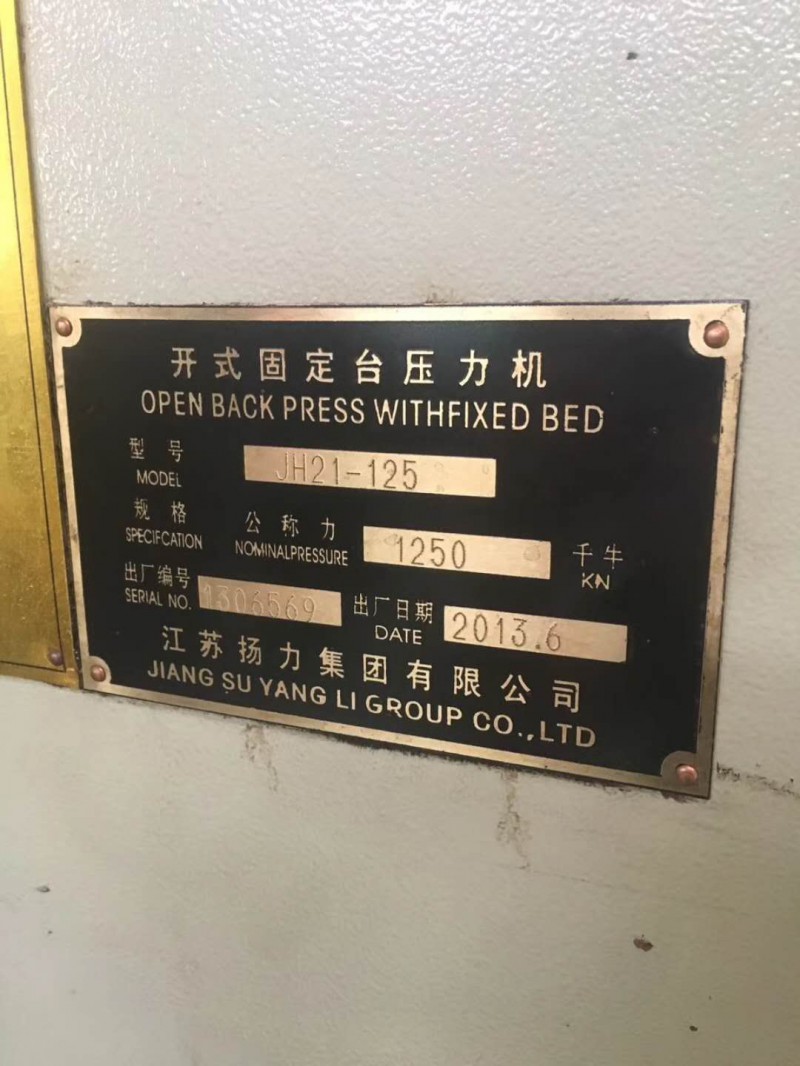 开式固定台压力机
OPEN BACK PRESS WITHFIXED BED
型号 JH21-125
MODEL
规格 公称力 1250 千牛
SPECIFCATION NOMINALPRESSURE KN
出厂编号 1306569 出厂日期 2013.6
SERIAL NO. DATE
江苏扬力集团有限公司
JIANG SU YANG LI GROUP CO.,LTD